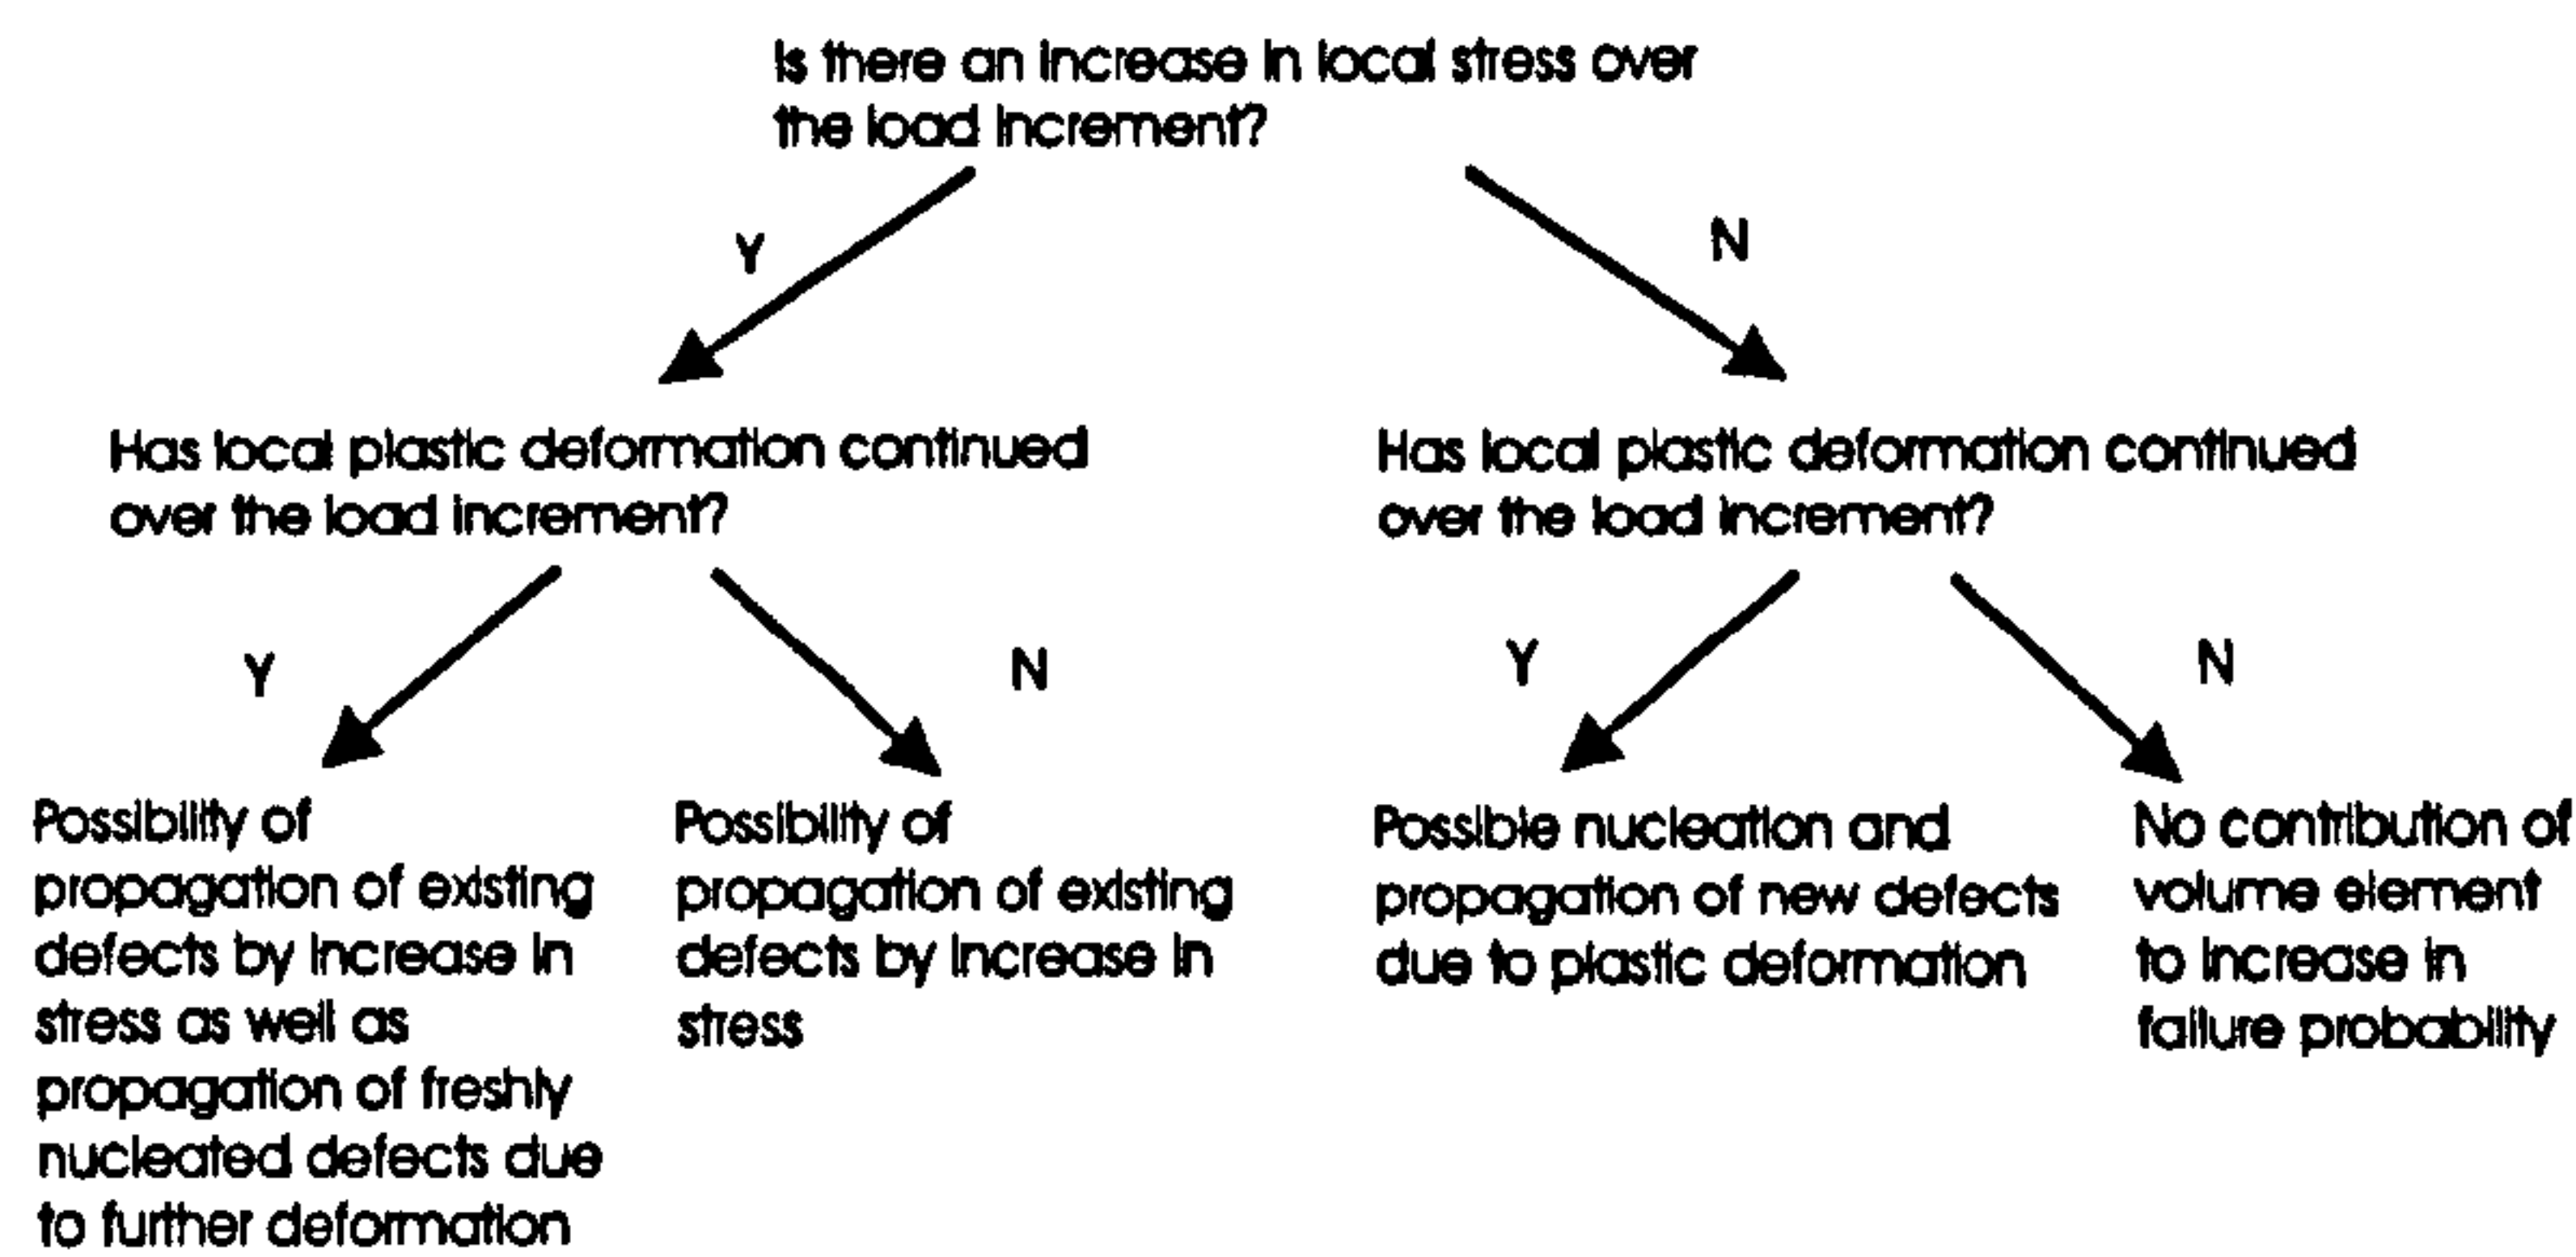 Is there an increase in local stress over
the load increment?
Y
N
Has local plastic deformation continued
over the load increment?
Has local plastic deformation continued
over the load increment?
Y
N
Y
N
Possibility of
propagation of existing
defects by increase in
stress as well as
propagation of freshly
nucleated defects due
to further deformation
Possibility of
propagation of existing
defects by increase in
stress
Possible nucleation and
propagation of new defects
due to plastic deformation
No contribution of
volume element
to increase in
failure probability